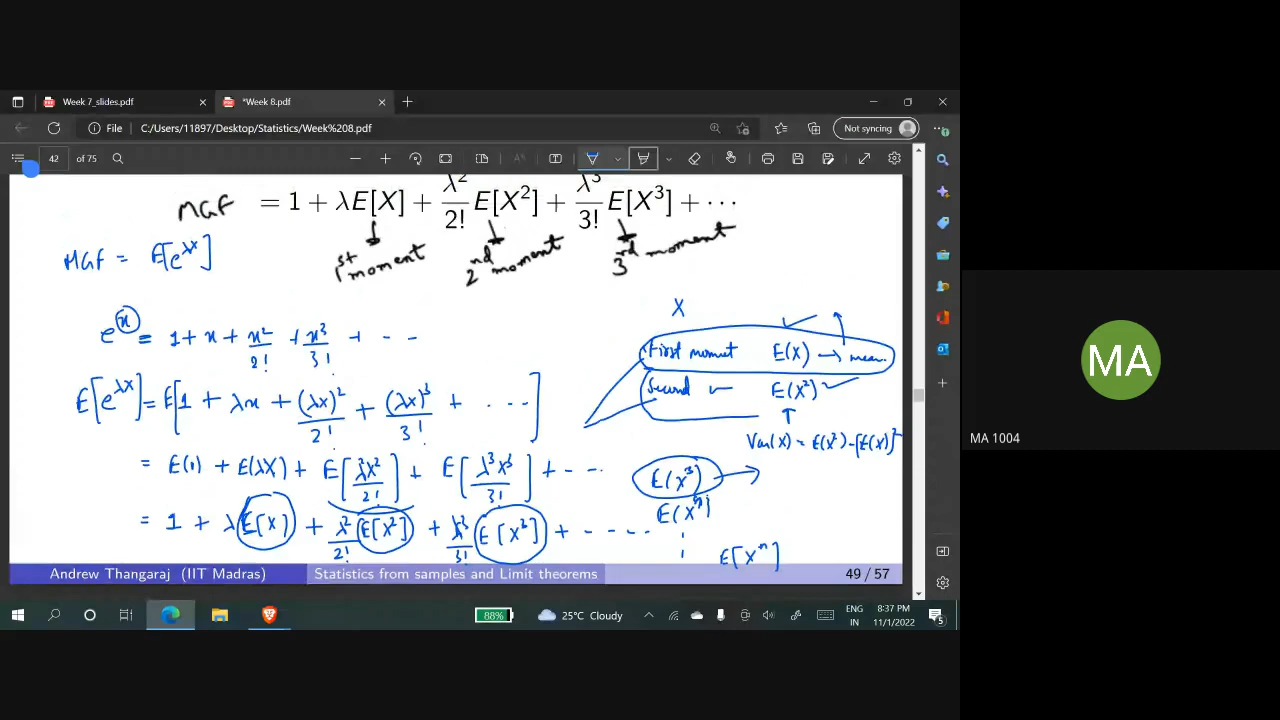 Week 7_slides.pdf
*Week 8.pdf
File C:/Users/11897/Desktop/Statistics/Week%208.pdf
Not syncing
42 of 75
MGF = 1 + λE[X] + λ²/2! E[X²] + λ³/3! E[X³] + ⋯
1st moment 2nd moment 3rd moment
MGF = E[e^λx]
X
e^x = 1 + x + x²/2! + x³/3! + - -
First momet E(X) → mean
Second E(X²)
E[e^λx] = E[1 + λx + (λx)²/2! + (λx)³/3! + - - - -]
Var(X) = E(X²) - [E(X)]²
= E(1) + E(λX) + E[λ²X²/2!] + E[λ³X³/3!] + - - -
E(X³) →
= 1 + λE[X] + λ²/2! E[X²] + λ³/3! E[X³] + - - - -
E[Xⁿ]
Andrew Thangaraj (IIT Madras) Statistics from samples and Limit theorems 49 / 57
88% 25°C Cloudy ENG IN 8:37 PM 11/1/2022 5
MA
MA 1004